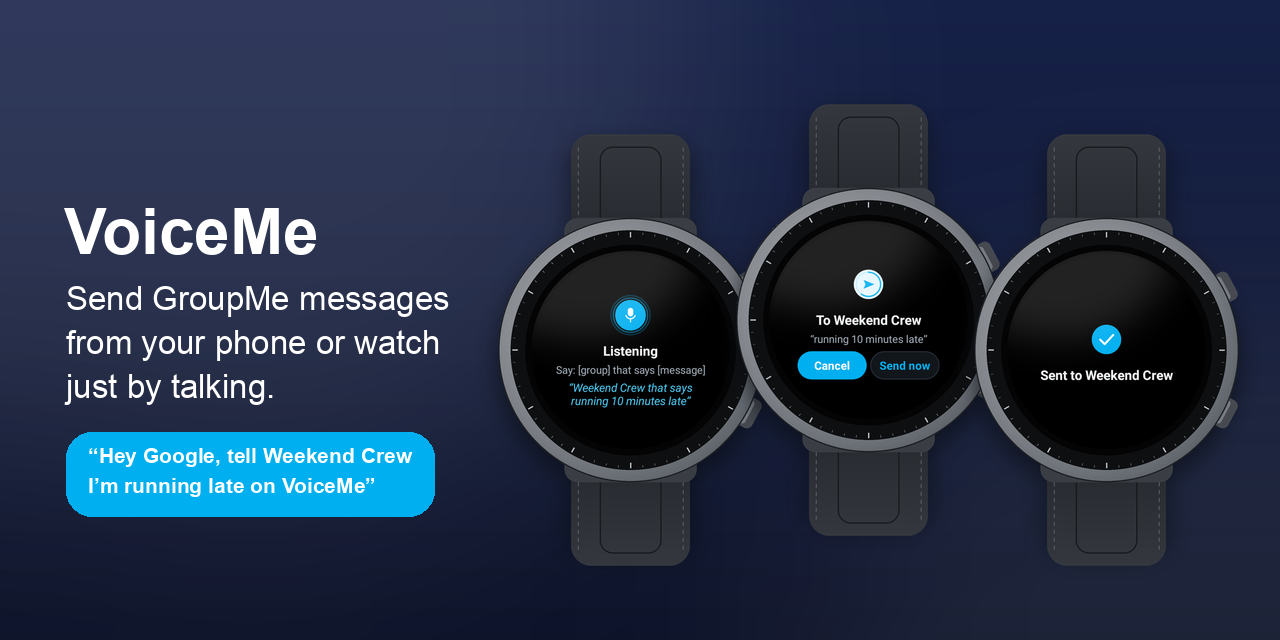 VoiceMe
Send GroupMe messages
from your phone or watch
just by talking.
“Hey Google, tell Weekend Crew
I’m running late on VoiceMe”
Listening
Say: [group] that says [message]
“Weekend Crew that says
running 10 minutes late”
To Weekend Crew
“running 10 minutes late”
Cancel
Send now
Sent to Weekend Crew